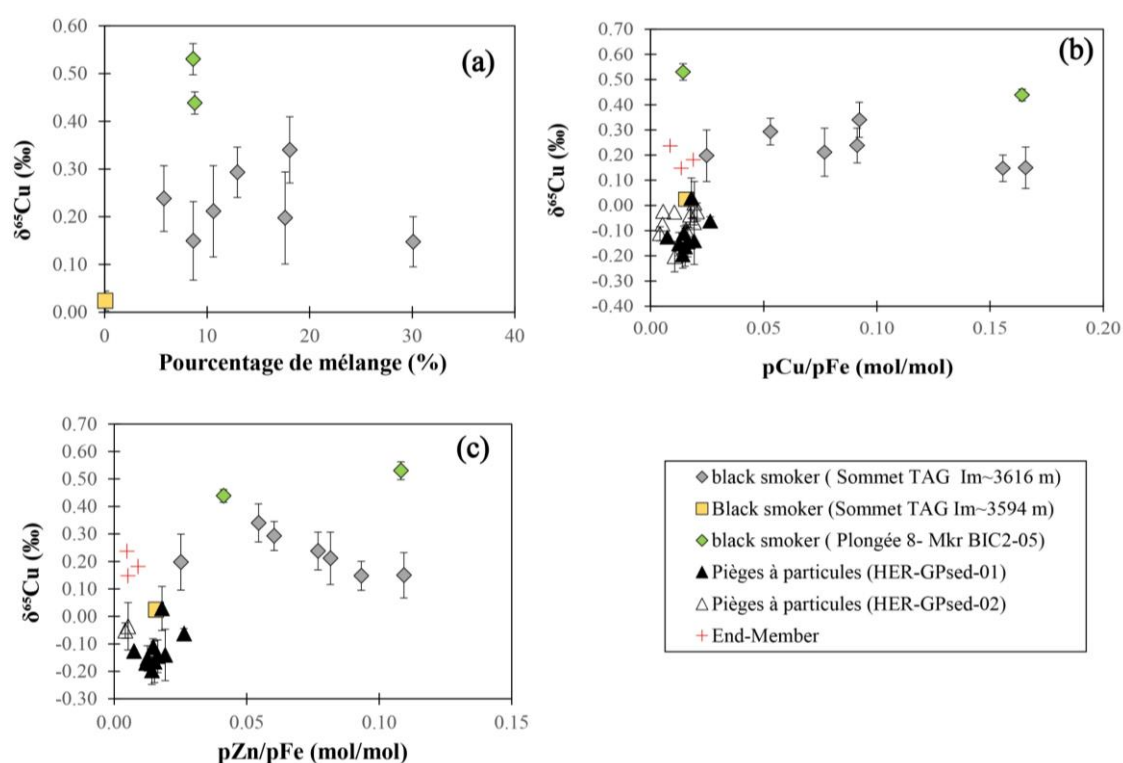 (a)
0.60
0.50
0.40
0.30
0.20
0.10
0.00
δ⁶⁵Cu (‰)
0 10 20 30 40
Pourcentage de mélange (%)
(b)
0.70
0.60
0.50
0.40
0.30
0.20
0.10
0.00
-0.10
-0.20
-0.30
-0.40
δ⁶⁵Cu (‰)
0.00 0.05 0.10 0.15 0.20
pCu/pFe (mol/mol)
(c)
0.70
0.60
0.50
0.40
0.30
0.20
0.10
0.00
-0.10
-0.20
-0.30
δ⁶⁵Cu (‰)
0.00 0.05 0.10 0.15
pZn/pFe (mol/mol)
black smoker ( Sommet TAG Im~3616 m)
Black smoker (Sommet TAG Im~3594 m)
black smoker ( Plongée 8- Mkr BIC2-05)
Pièges à particules (HER-GPsed-01)
Pièges à particules (HER-GPsed-02)
End-Member